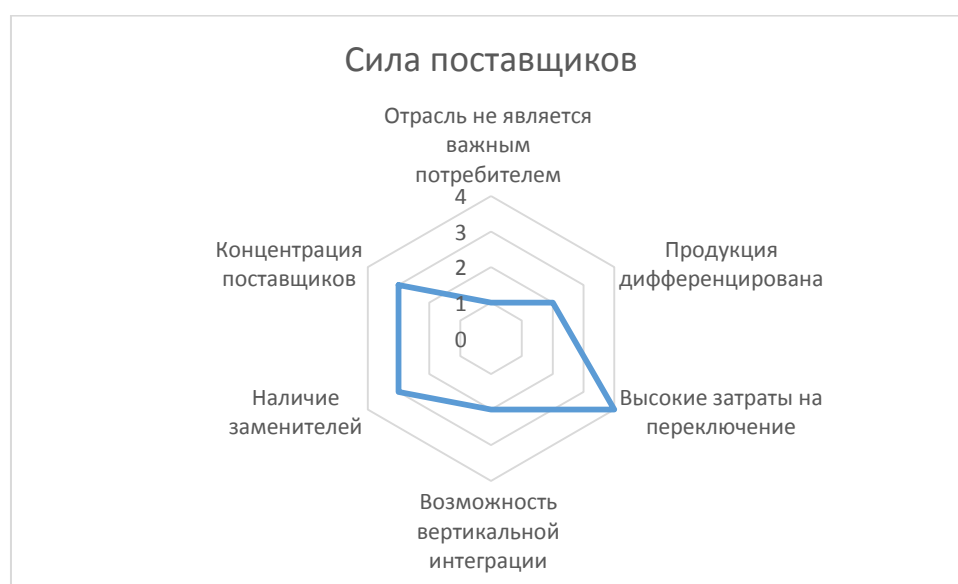 Сила поставщиков
Отрасль не является
важным
потребителем
4
3
2
1
0
Продукция
дифференцирована
Высокие затраты на
переключение
Возможность
вертикальной
интеграции
Наличие
заменителей
Концентрация
поставщиков